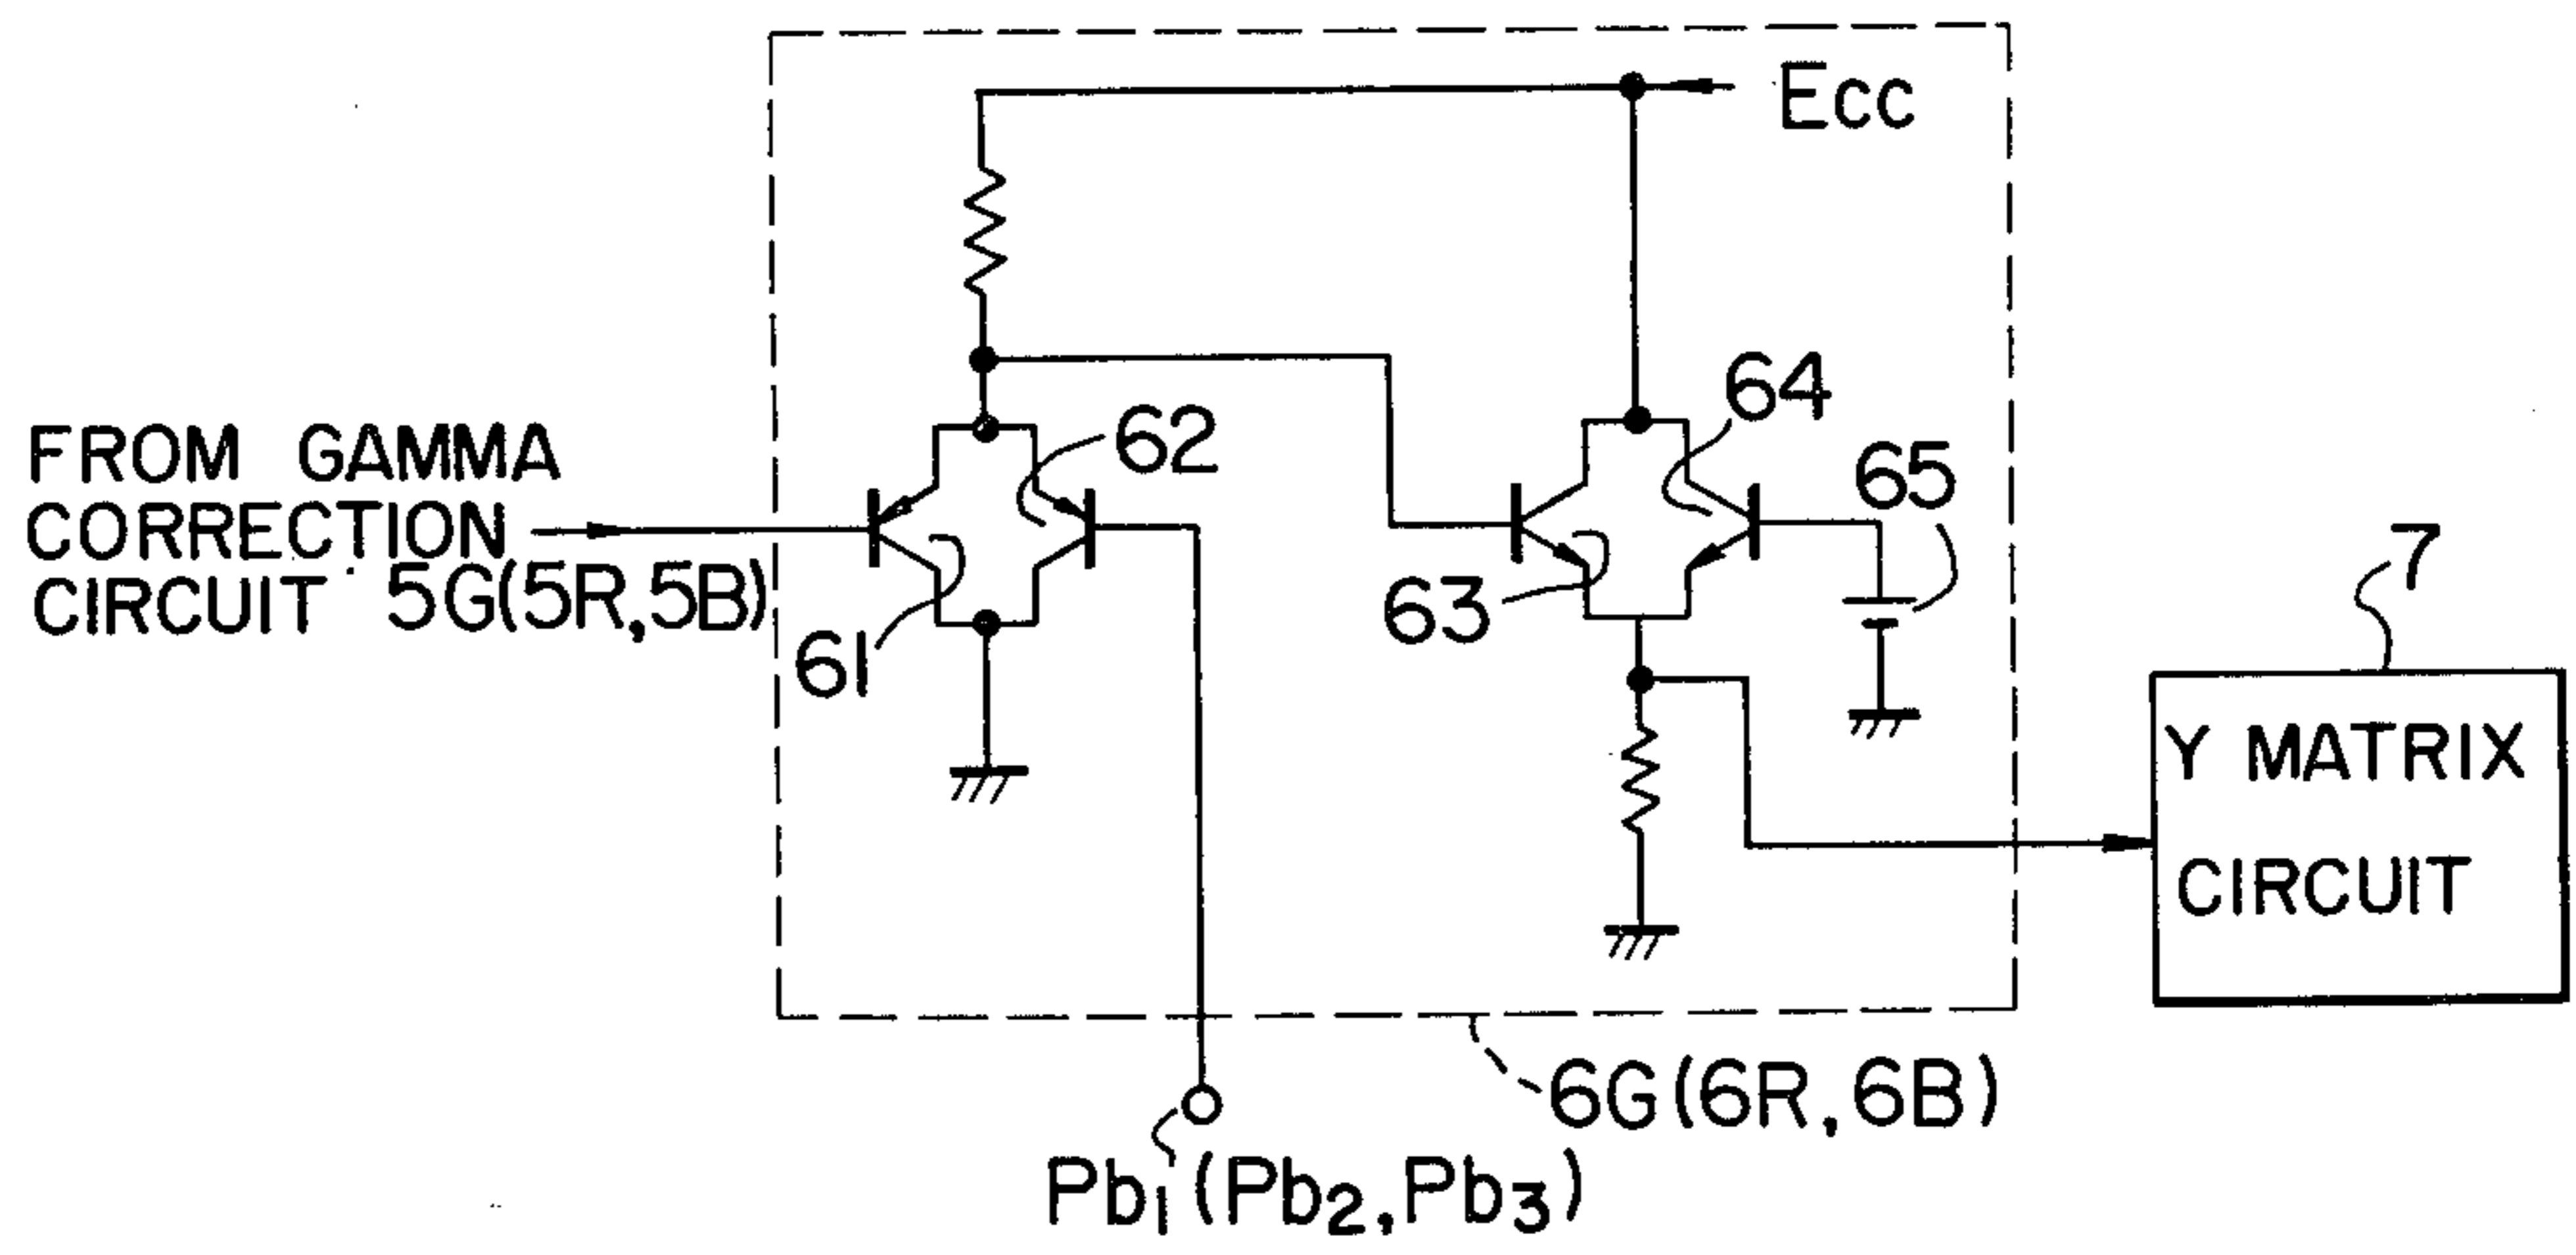 Ecc
64
62
65
FROM GAMMA
CORRECTION
CIRCUIT 5G(5R,5B)
61
63
7
Y MATRIX
CIRCUIT
6G(6R,6B)
Pb1(Pb2,Pb3)